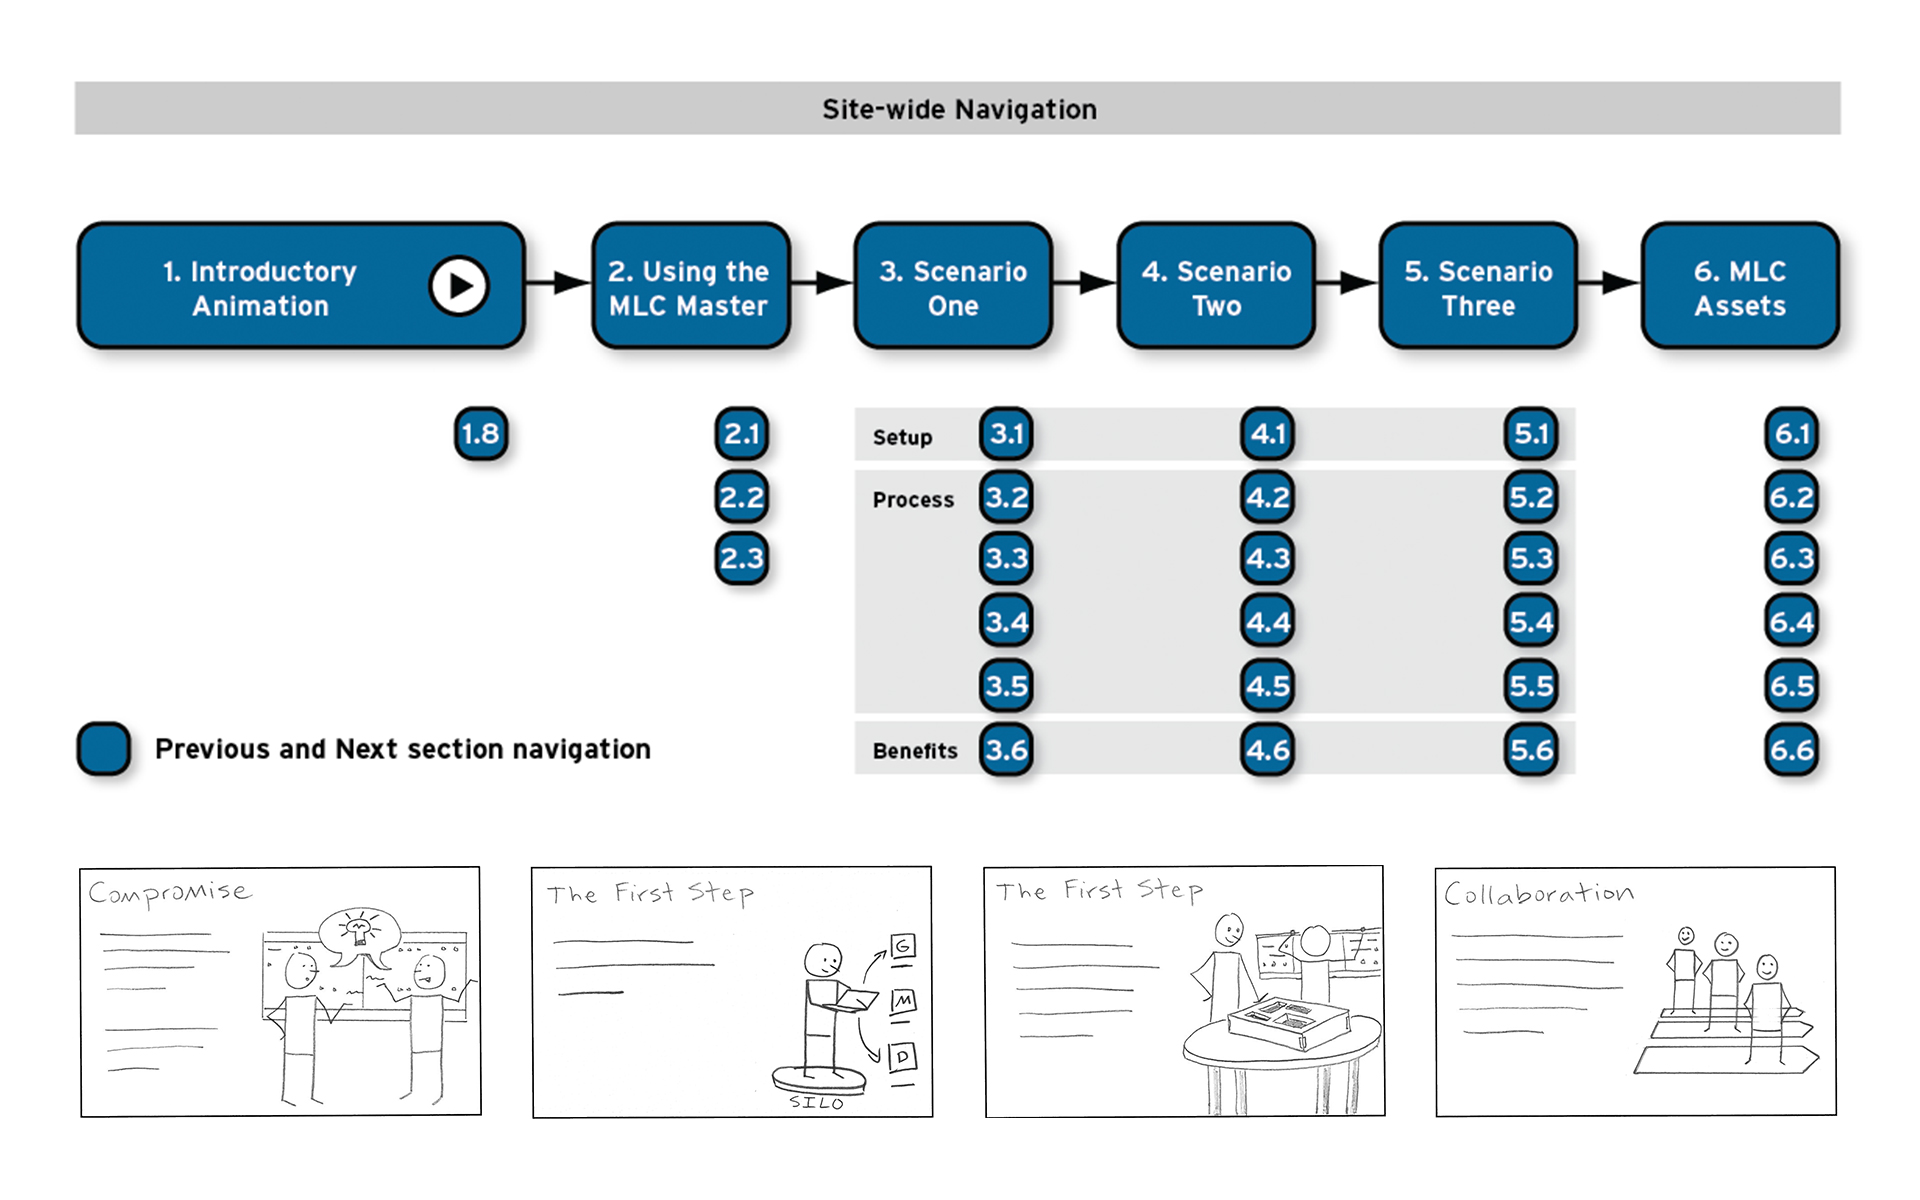 Site-wide Navigation
1. Introductory
Animation
2. Using the
MLC Master
3. Scenario
One
4. Scenario
Two
5. Scenario
Three
6. MLC
Assets
1.8
2.1
2.2
2.3
Setup
3.1
4.1
5.1
6.1
Process
3.2
4.2
5.2
6.2
3.3
4.3
5.3
6.3
3.4
4.4
5.4
6.4
3.5
4.5
5.5
6.5
Benefits
3.6
4.6
5.6
6.6
Previous and Next section navigation
Compromise
The First Step
G
M
D
SILO
The First Step
Collaboration